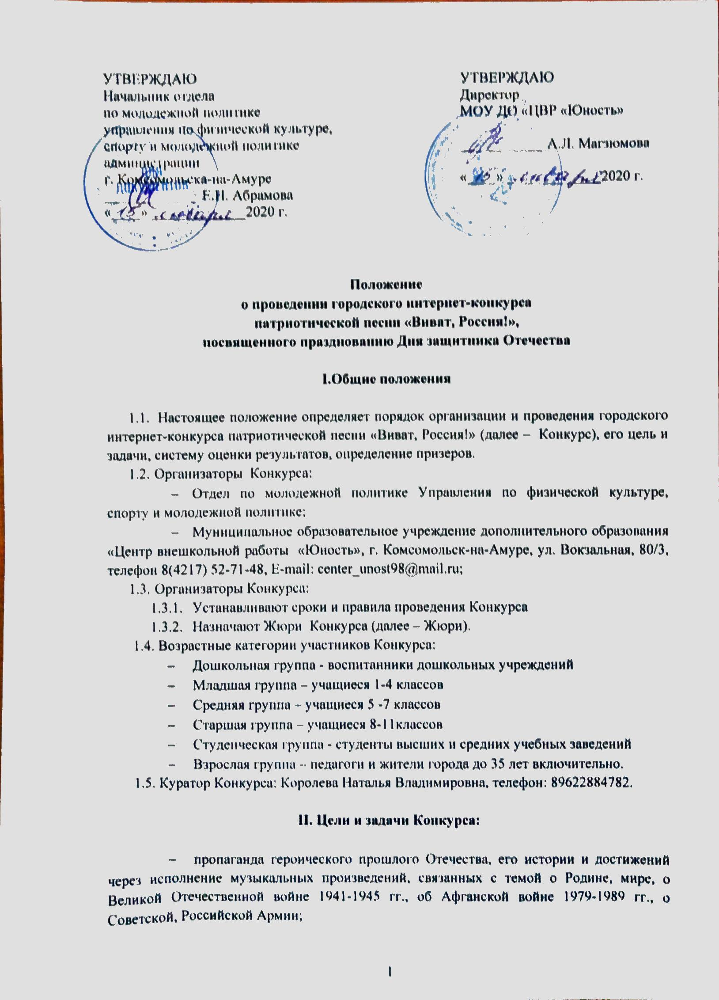 УТВЕРЖДАЮ
Начальник отдела
по молодежной политике
управления по физической культуре,
спорту и молодежной политике
администрации
г. Комсомольска-на-Амуре
Е.Н. Абрамова
«15» января 2020 г.
УТВЕРЖДАЮ
Директор
МОУ ДО «ЦВР «Юность»
А.Л. Магзюмова
2020 г.
Положение
о проведении городского интернет-конкурса
патриотической песни «Виват, Россия!»,
посвященного празднованию Дня защитника Отечества
I.Общие положения
1.1. Настоящее положение определяет порядок организации и проведения городского
интернет-конкурса патриотической песни «Виват, Россия!» (далее – Конкурс), его цель и
задачи, систему оценки результатов, определение призеров.
1.2. Организаторы Конкурса:
– Отдел по молодежной политике Управления по физической культуре,
спорту и молодежной политике;
– Муниципальное образовательное учреждение дополнительного образования
«Центр внешкольной работы «Юность», г. Комсомольск-на-Амуре, ул. Вокзальная, 80/3,
телефон 8(4217) 52-71-48, E-mail: center_unost98@mail.ru;
1.3. Организаторы Конкурса:
1.3.1. Устанавливают сроки и правила проведения Конкурса
1.3.2. Назначают Жюри Конкурса (далее – Жюри).
1.4. Возрастные категории участников Конкурса:
– Дошкольная группа - воспитанники дошкольных учреждений
– Младшая группа – учащиеся 1-4 классов
– Средняя группа – учащиеся 5 -7 классов
– Старшая группа – учащиеся 8-11классов
– Студенческая группа - студенты высших и средних учебных заведений
– Взрослая группа – педагоги и жители города до 35 лет включительно.
1.5. Куратор Конкурса: Королева Наталья Владимировна, телефон: 89622884782.
II. Цели и задачи Конкурса:
– пропаганда героического прошлого Отечества, его истории и достижений
через исполнение музыкальных произведений, связанных с темой о Родине, мире, о
Великой Отечественной войне 1941-1945 гг., об Афганской войне 1979-1989 гг., о
Советской, Российской Армии;
1